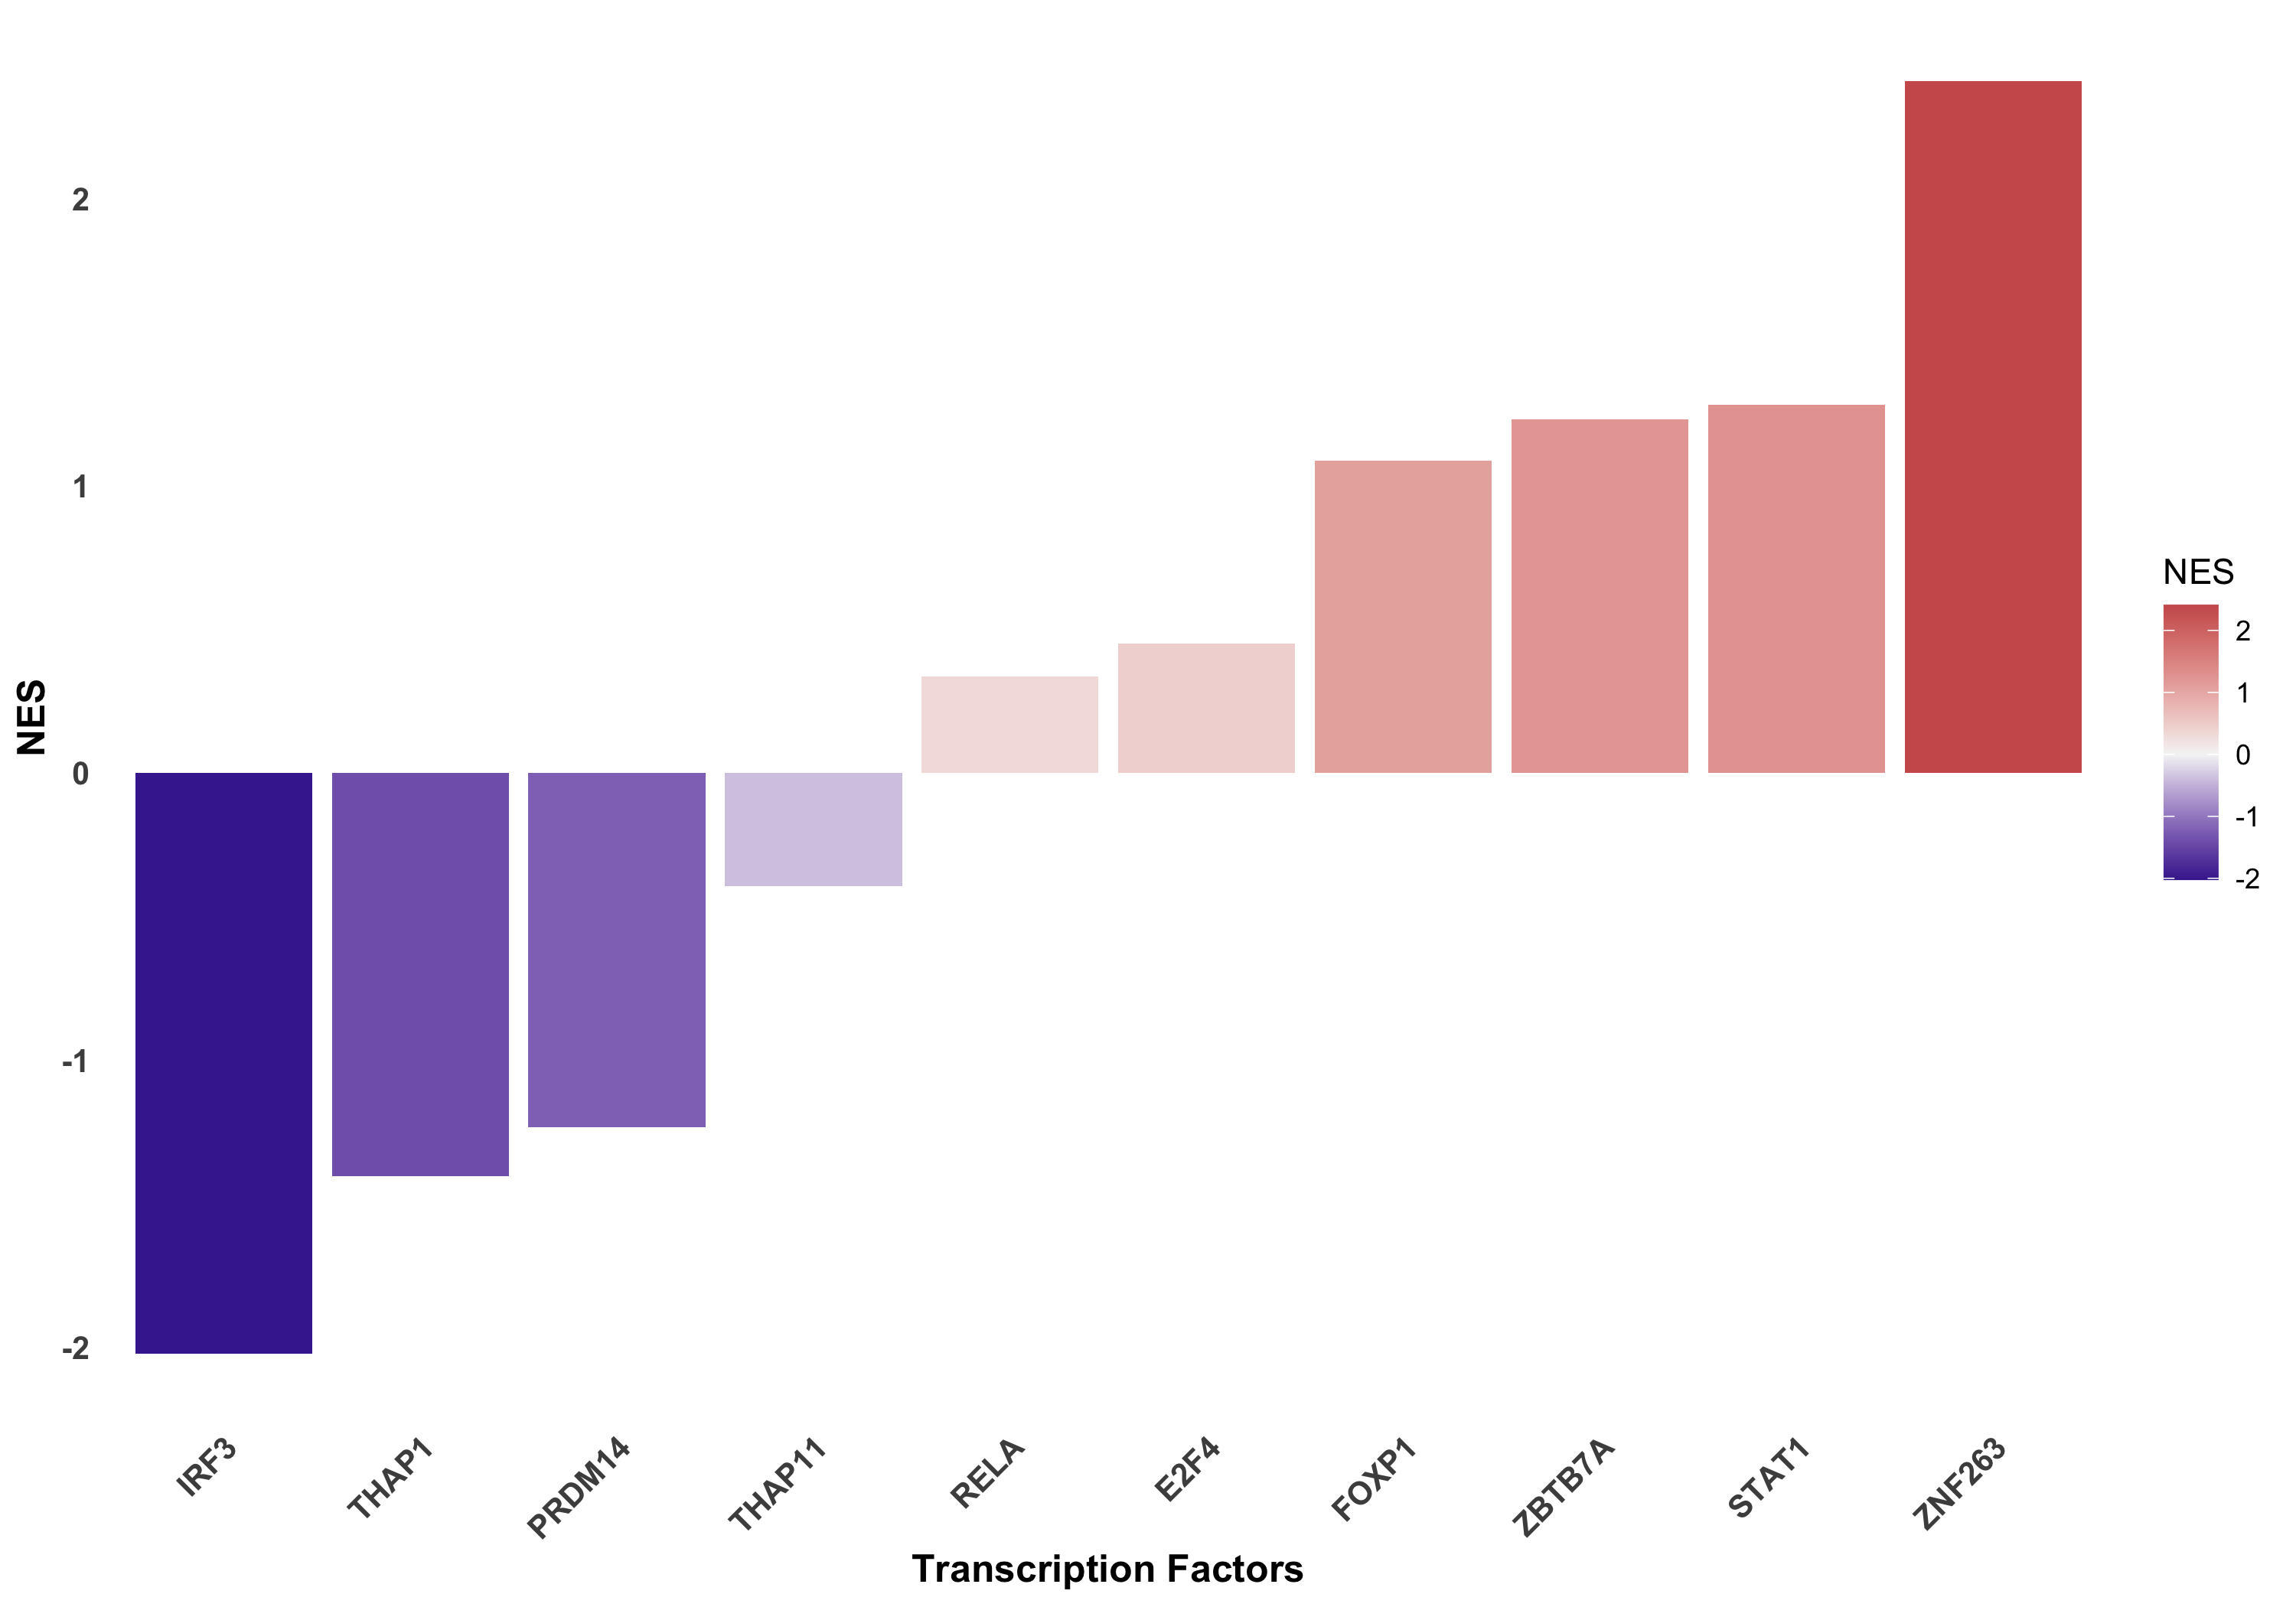 NES
2
1
0
-1
-2
IRF3
THAP1
PRDM14
THAP11
RELA
E2F4
FOXP1
ZBTB7A
STAT1
ZNF263
Transcription Factors
NES
2
1
0
-1
-2